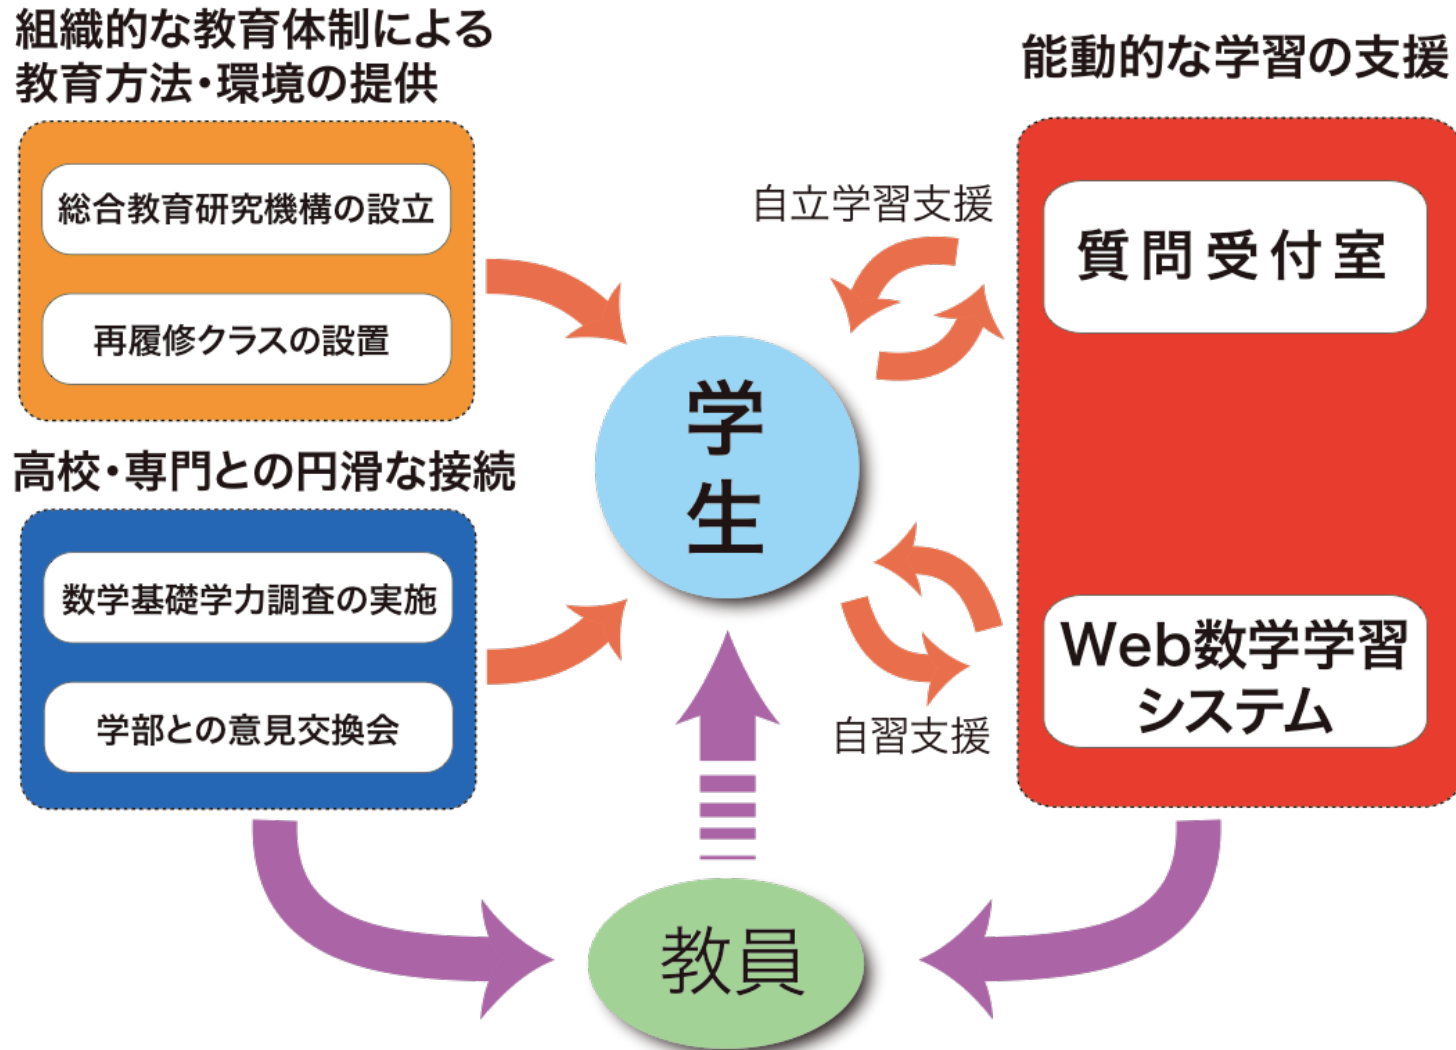 組織的な教育体制による
教育方法・環境の提供
総合教育研究機構の設立
再履修クラスの設置
高校・専門との円滑な接続
数学基礎学力調査の実施
学部との意見交換会
学
生
教員
自立学習支援
自習支援
能動的な学習の支援
質問受付室
Web数学学習
システム